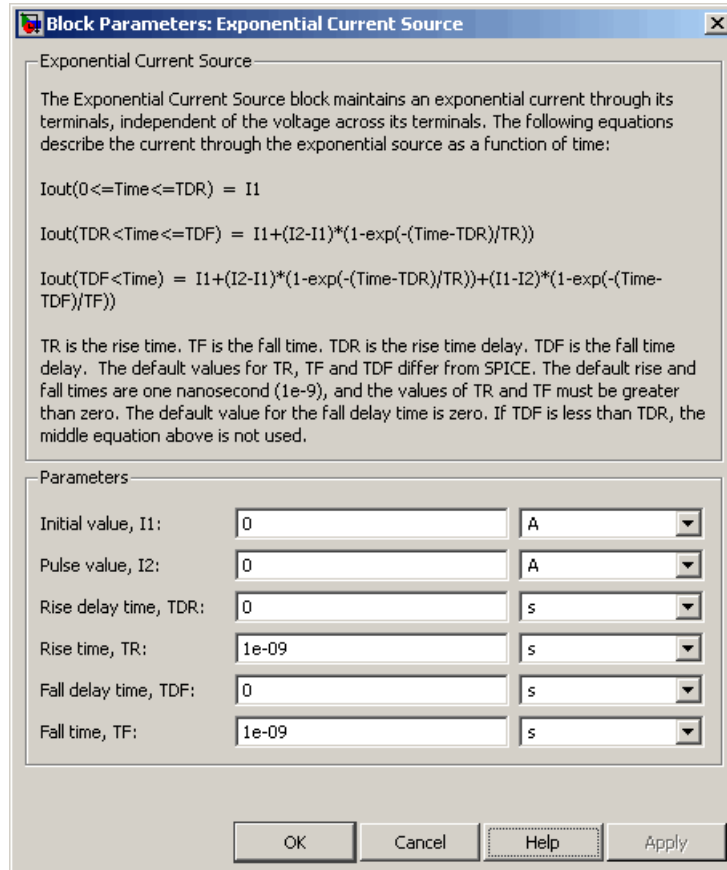 Block Parameters: Exponential Current Source
Exponential Current Source
The Exponential Current Source block maintains an exponential current through its
terminals, independent of the voltage across its terminals. The following equations
describe the current through the exponential source as a function of time:
Iout(0<=Time<=TDR) = I1
Iout(TDR<Time<=TDF) = I1+(I2-I1)*(1-exp(-(Time-TDR)/TR))
Iout(TDF<Time) = I1+(I2-I1)*(1-exp(-(Time-TDR)/TR))+(I1-I2)*(1-exp(-(Time-
TDF)/TF))
TR is the rise time. TF is the fall time. TDR is the rise time delay. TDF is the fall time
delay. The default values for TR, TF and TDF differ from SPICE. The default rise and
fall times are one nanosecond (1e-9), and the values of TR and TF must be greater
than zero. The default value for the fall delay time is zero. If TDF is less than TDR, the
middle equation above is not used.
Parameters
Initial value, I1: 0 A
Pulse value, I2: 0 A
Rise delay time, TDR: 0 s
Rise time, TR: 1e-09 s
Fall delay time, TDF: 0 s
Fall time, TF: 1e-09 s
OK Cancel Help Apply